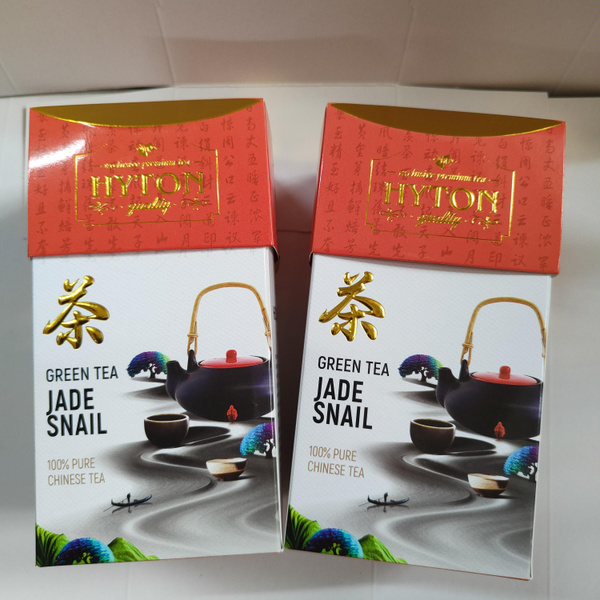 exclusive premium tea
HYTON
quality
茶
GREEN TEA
JADE
SNAIL
100% PURE
CHINESE TEA
exclusive premium tea
HYTON
quality
茶
GREEN TEA
JADE
SNAIL
100% PURE
CHINESE TEA